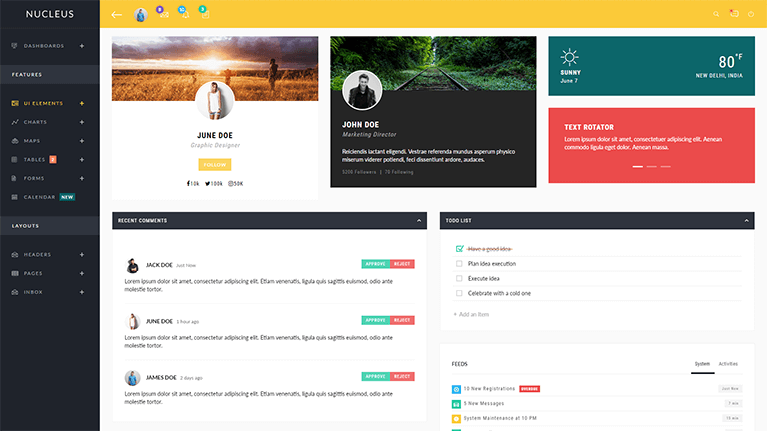 NUCLEUS
DASHBOARDS +
FEATURES
UI ELEMENTS +
CHARTS +
MAPS +
TABLES 2 +
FORMS +
CALENDAR NEW
LAYOUTS
HEADERS +
PAGES +
INBOX +
JUNE DOE
Graphic Designer
FOLLOW
10k 100k 50K
JOHN DOE
Marketing Director
Reiciendis lactant eligendi. Vestrae referenda mundus asperum physico
miserum viderer potiendi, feci dissentiunt ardore, audaces.
5200 Followers | 70 Following
SUNNY
June 7
80°F
NEW DELHI, INDIA
TEXT ROTATOR
Lorem ipsum dolor sit amet, consectetuer adipiscing elit. Aenean
commodo ligula eget dolor. Aenean massa.
RECENT COMMENTS
JACK DOE Just Now
APPROVE REJECT
Lorem ipsum dolor sit amet, consectetur adipiscing elit. Etiam venenatis, ligula quis sagittis euismod, odio ante
molestie tortor.
JUNE DOE 1 hour ago
APPROVE REJECT
Lorem ipsum dolor sit amet, consectetur adipiscing elit. Etiam venenatis, ligula quis sagittis euismod, odio ante
molestie tortor.
JAMES DOE 2 days ago
APPROVE REJECT
Lorem ipsum dolor sit amet, consectetur adipiscing elit. Etiam venenatis, ligula quis sagittis euismod, odio ante
molestie tortor.
TODO LIST
Have a good idea
Plan idea execution
Execute idea
Celebrate with a cold one
+ Add an Item
FEEDS
System Activities
10 New Registrations Just Now
5 New Messages 7 min
System Maintenance at 10 PM